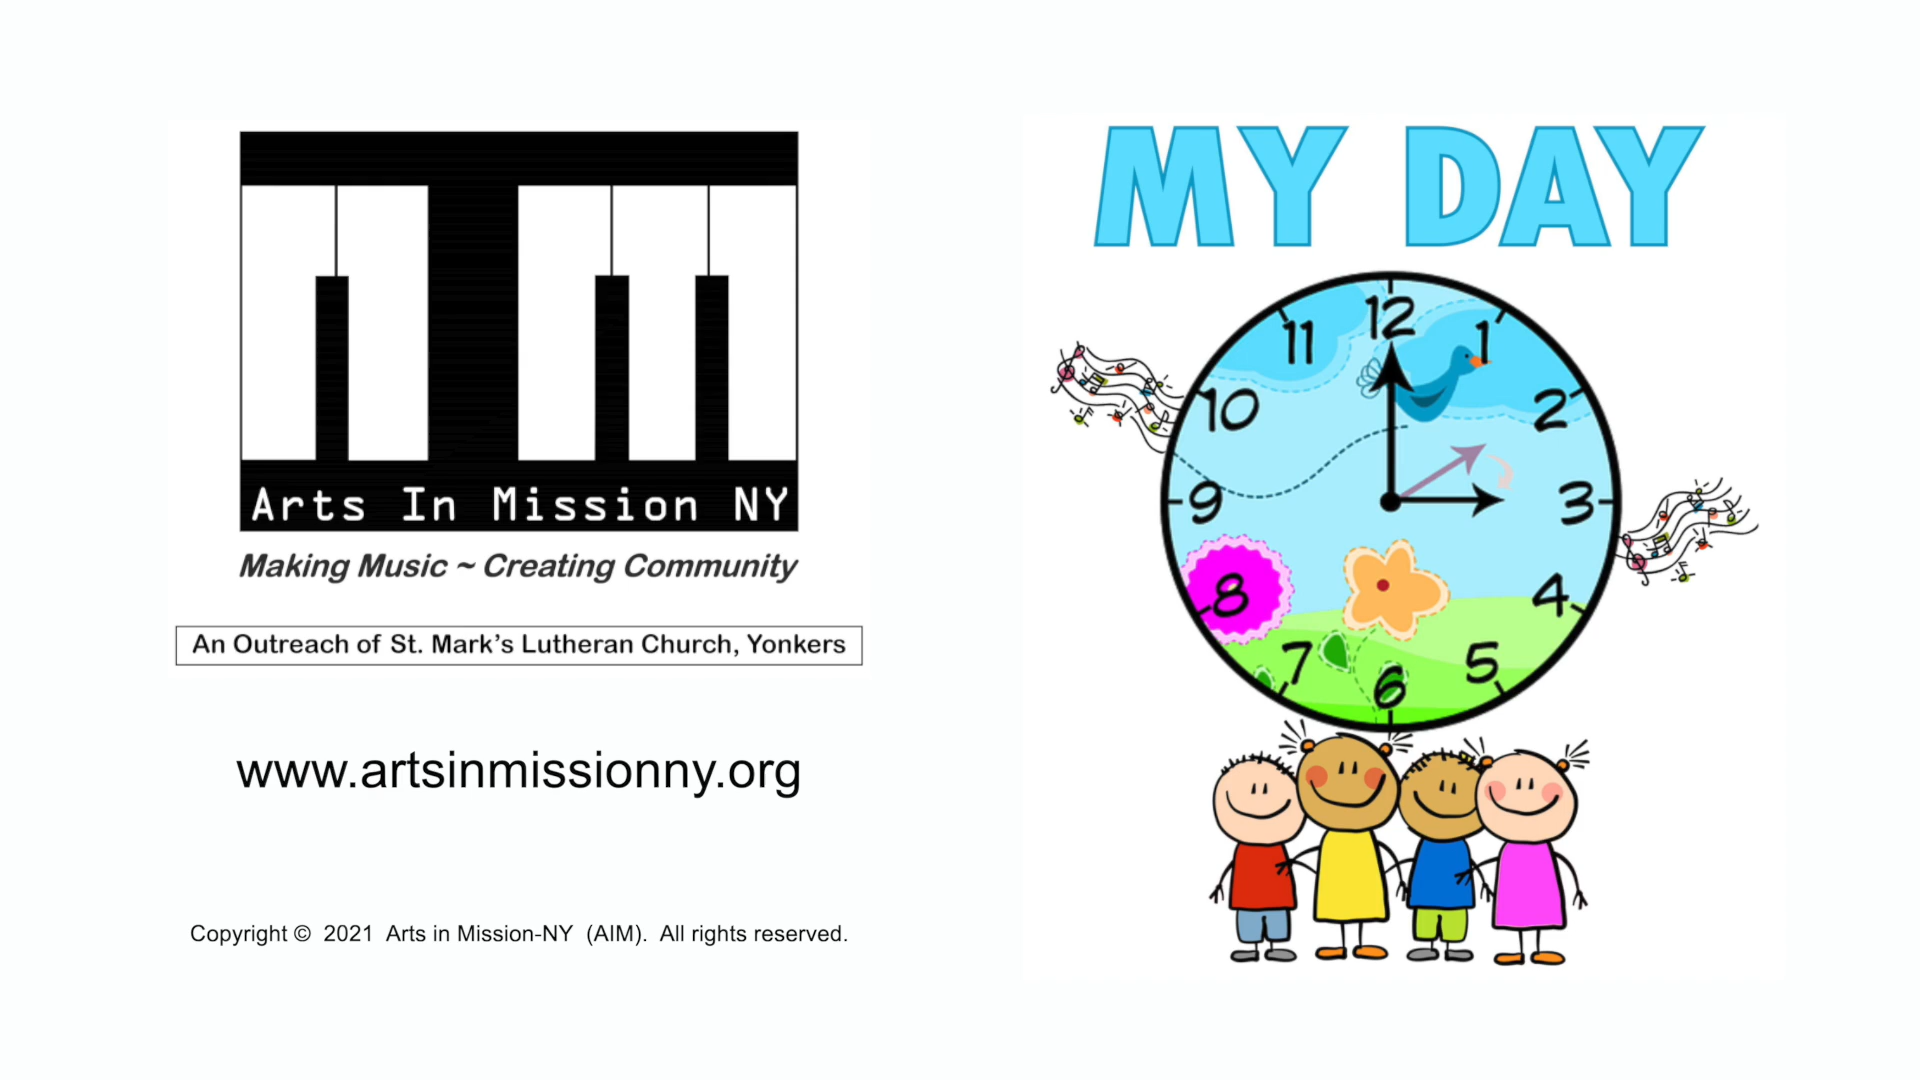 Arts In Mission NY
Making Music ~ Creating Community
An Outreach of St. Mark's Lutheran Church, Yonkers
www.artsinmissionny.org
Copyright © 2021 Arts in Mission-NY (AIM). All rights reserved.
MY DAY
12
11
1
10
2
9
3
8
4
7
5
6